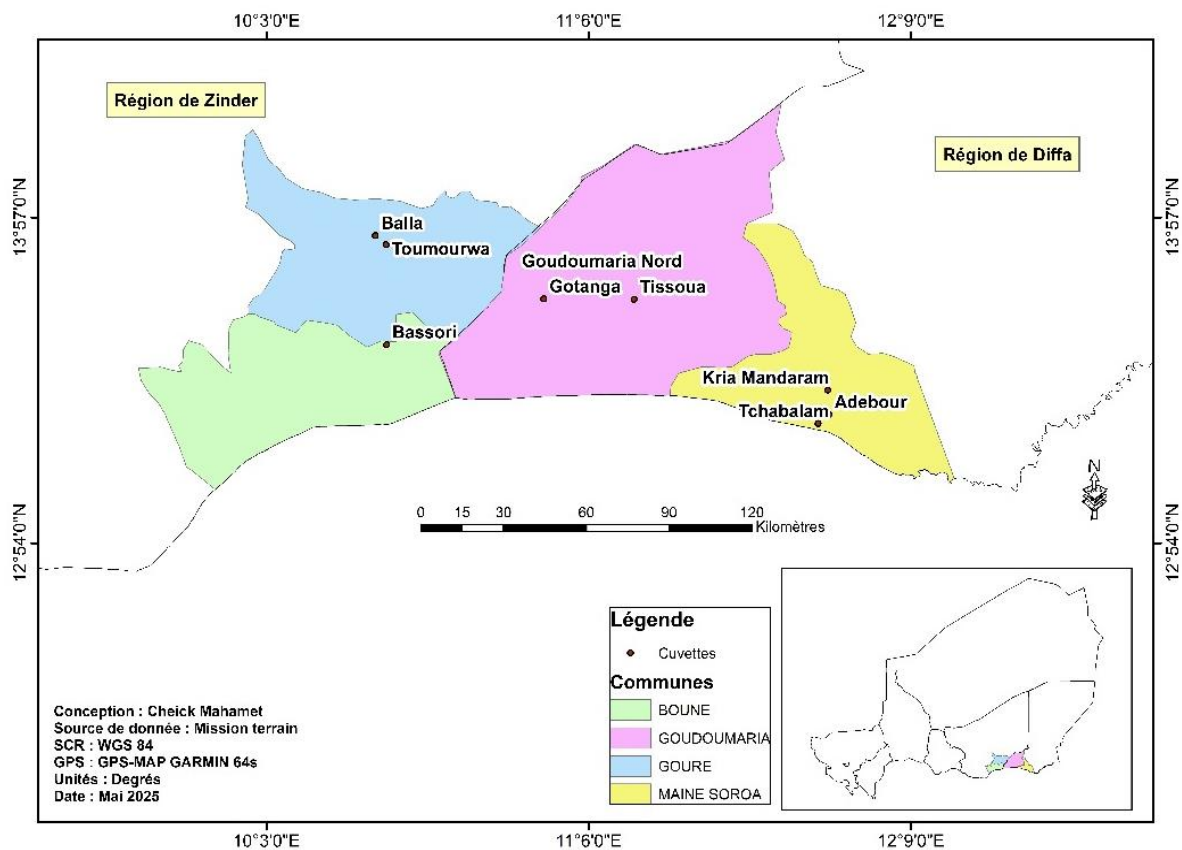 10°3'0"E
11°6'0"E
12°9'0"E
Région de Zinder
Région de Diffa
13°57'0"N
13°57'0"N
Balla
Toumourwa
Goudoumaria Nord
Gotanga
Tissoua
Bassori
Kria Mandaram
Adebour
Tchabalam
N
0 15 30 60 90 120
Kilomètres
12°54'0"N
12°54'0"N
Légende
Cuvettes
Communes
BOUNE
GOUDOUMARIA
GOURE
MAINE SOROA
Conception : Cheick Mahamet
Source de donnée : Mission terrain
SCR : WGS 84
GPS : GPS-MAP GARMIN 64s
Unités : Degrés
Date : Mai 2025
10°3'0"E
11°6'0"E
12°9'0"E